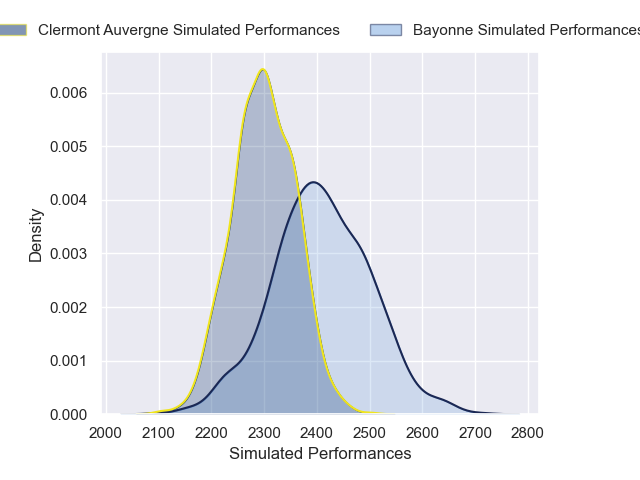 Clermont Auvergne Simulated Performances
Bayonne Simulated Performances
0.006
0.005
0.004
0.003
0.002
0.001
0.000
Density
2000 2100 2200 2300 2400 2500 2600 2700 2800
Simulated Performances